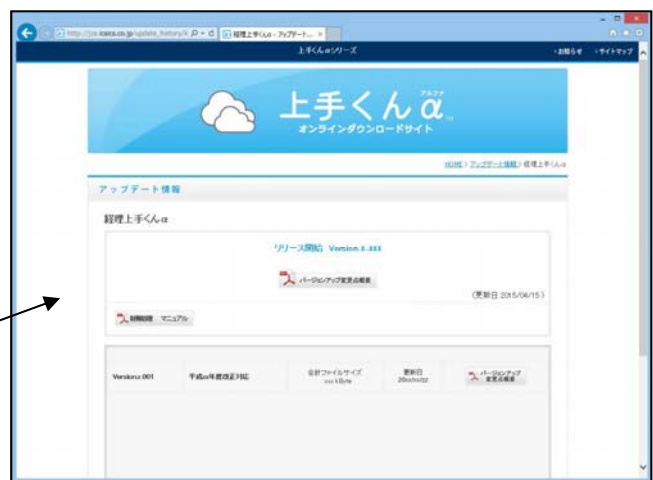 経理上手くんα - アップデート...
上手くんαシリーズ
お知らせ サイトマップ
上手くんα
アルファ
オンラインダウンロードサイト
HOME > アップデート情報 > 経理上手くんα
アップデート情報
経理上手くんα
リリース開始 Version X.XXX
バージョンアップ変更点概要
(更新日 2015/04/15)
マニュアル
平成xx年度改正対応
合計ファイルサイズ
更新日
バージョンアップ
変更点概要